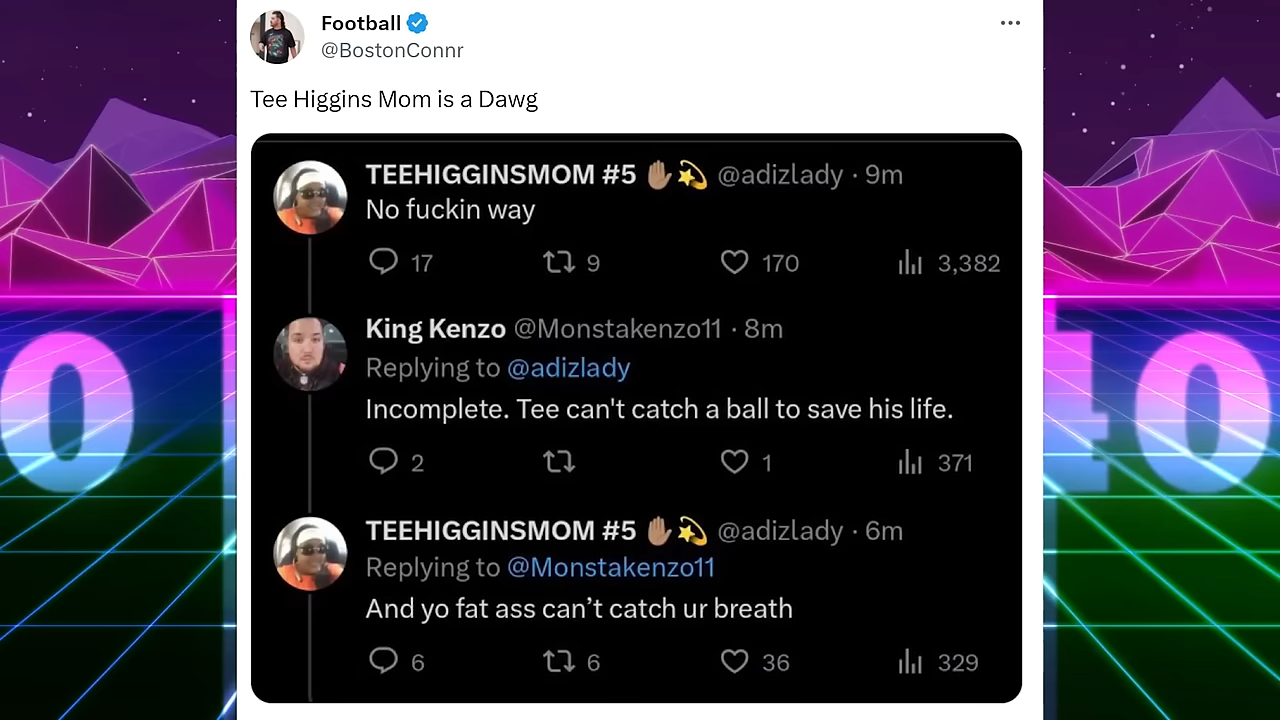 Football
@BostonConnr
Tee Higgins Mom is a Dawg
TEEHIGGINSMOM #5 🤚🏽💫 @adizlady · 9m
No fuckin way
17 9 170 3,382
King Kenzo @Monstakenzo11 · 8m
Replying to @adizlady
Incomplete. Tee can't catch a ball to save his life.
2 1 371
TEEHIGGINSMOM #5 🤚🏽💫 @adizlady · 6m
Replying to @Monstakenzo11
And yo fat ass can’t catch ur breath
6 6 36 329
0
10